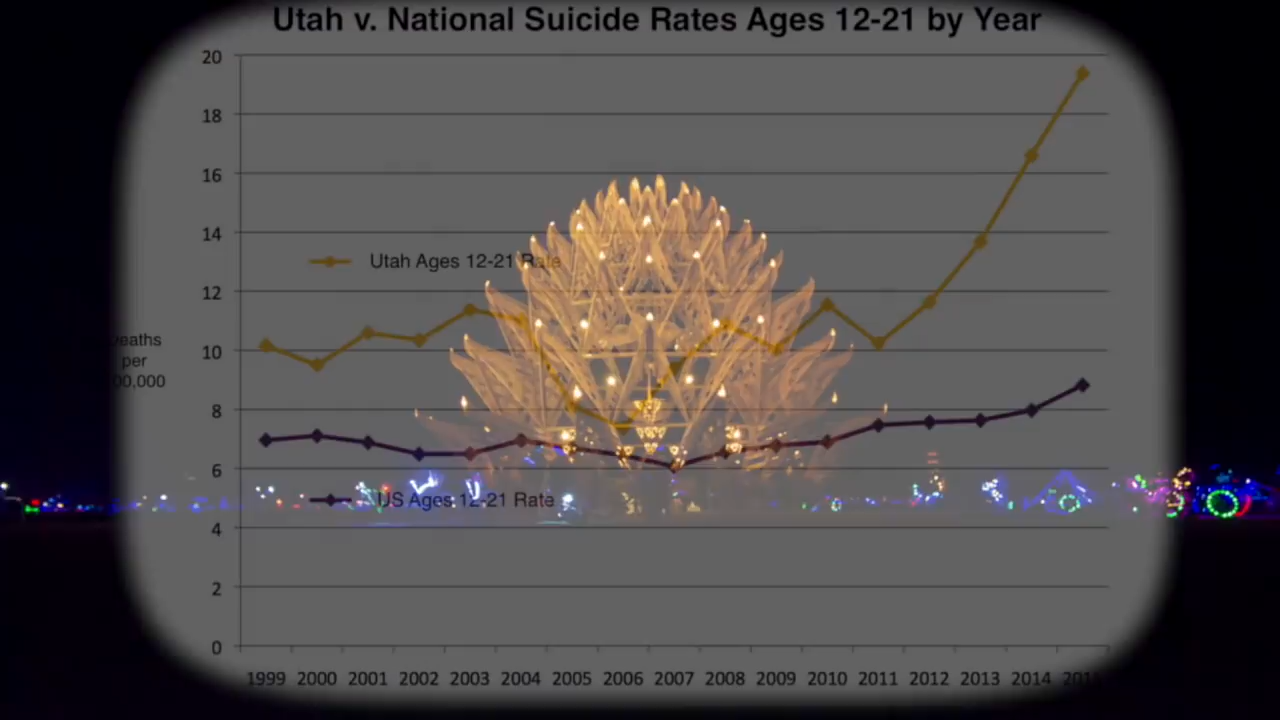 Utah v. National Suicide Rates Ages 12-21 by Year
20
18
16
14
Utah Ages 12-21 Rate
12
10
per
8
6
US Ages 12-21 Rate
4
2
0
1999 2000 2001 2002 2003 2004 2005 2006 2007 2008 2009 2010 2011 2012 2013 2014